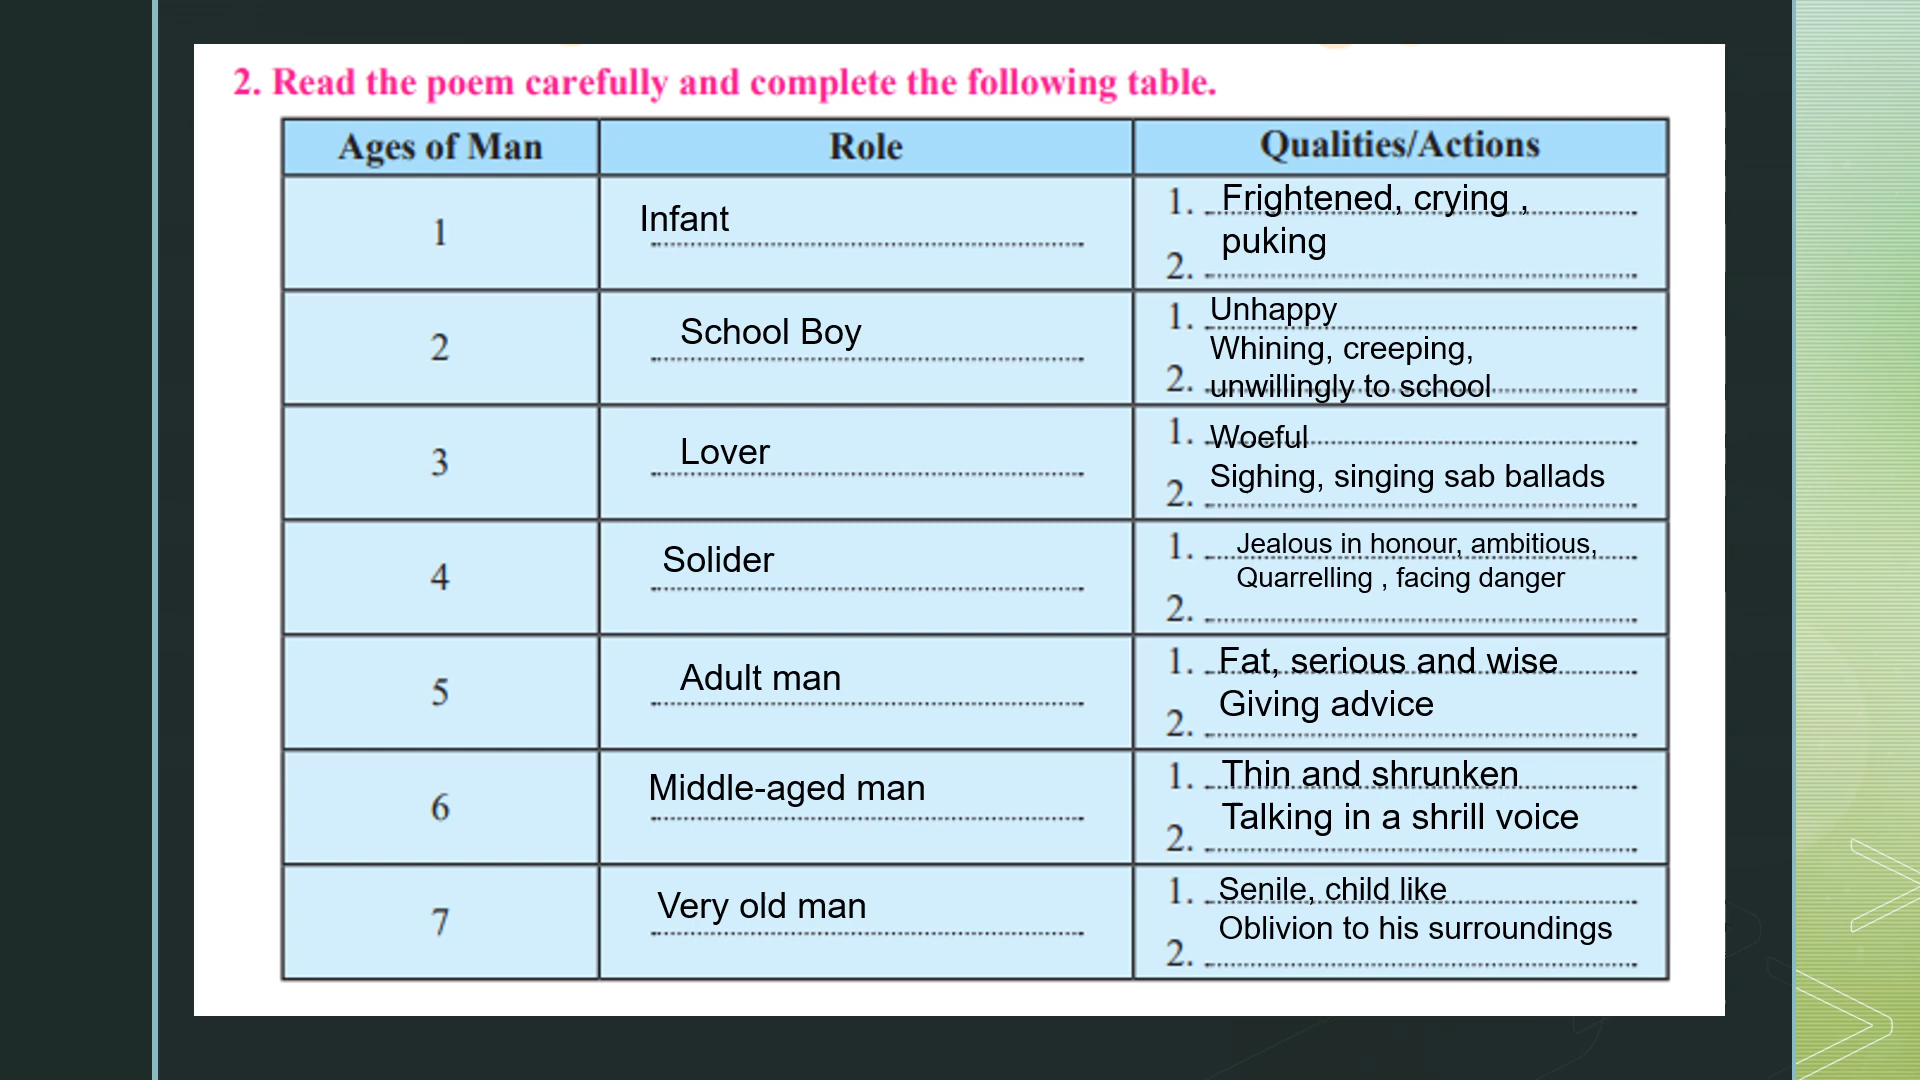 2. Read the poem carefully and complete the following table.
Ages of Man Role Qualities/Actions
1 Infant 1. Frightened, crying ,
puking
2.
2 School Boy 1. Unhappy
Whining, creeping,
2. unwillingly to school
3 Lover 1. Woeful
Sighing, singing sab ballads
2.
4 Solider 1. Jealous in honour, ambitious,
Quarrelling , facing danger
2.
5 Adult man 1. Fat, serious and wise
Giving advice
2.
6 Middle-aged man 1. Thin and shrunken
Talking in a shrill voice
2.
7 Very old man 1. Senile, child like
Oblivion to his surroundings
2.